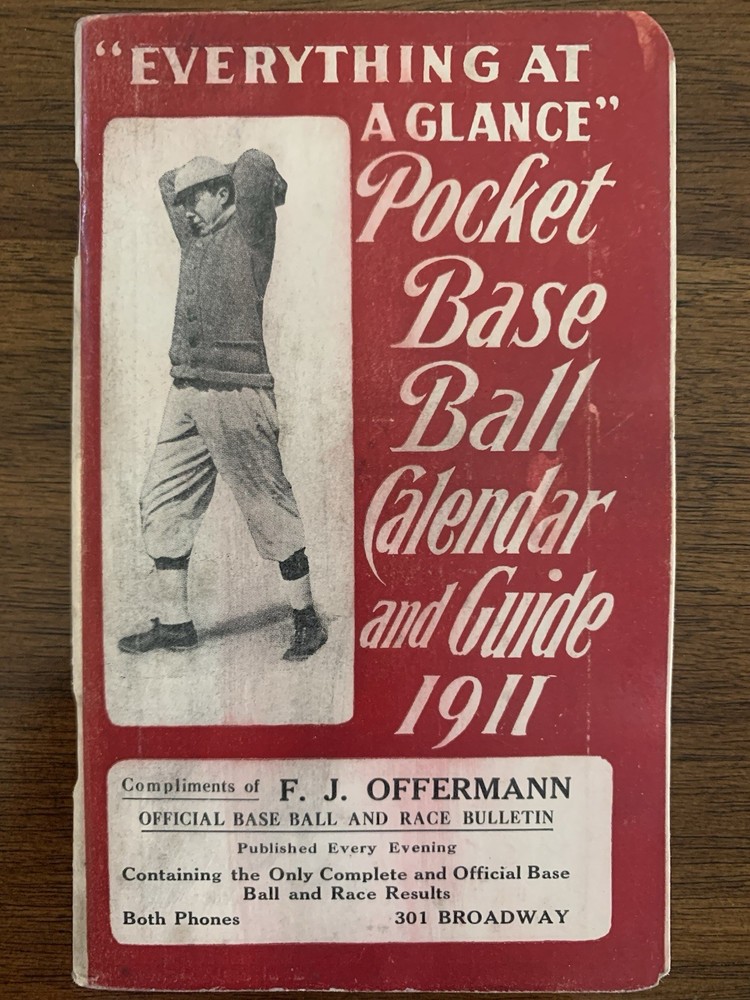 "EVERYTHING AT
A GLANCE"
Pocket
Base
Ball
Calendar
and Guide
1911
Compliments of F. J. OFFERMANN
OFFICIAL BASE BALL AND RACE BULLETIN
Published Every Evening
Containing the Only Complete and Official Base
Ball and Race Results
Both Phones 301 BROADWAY